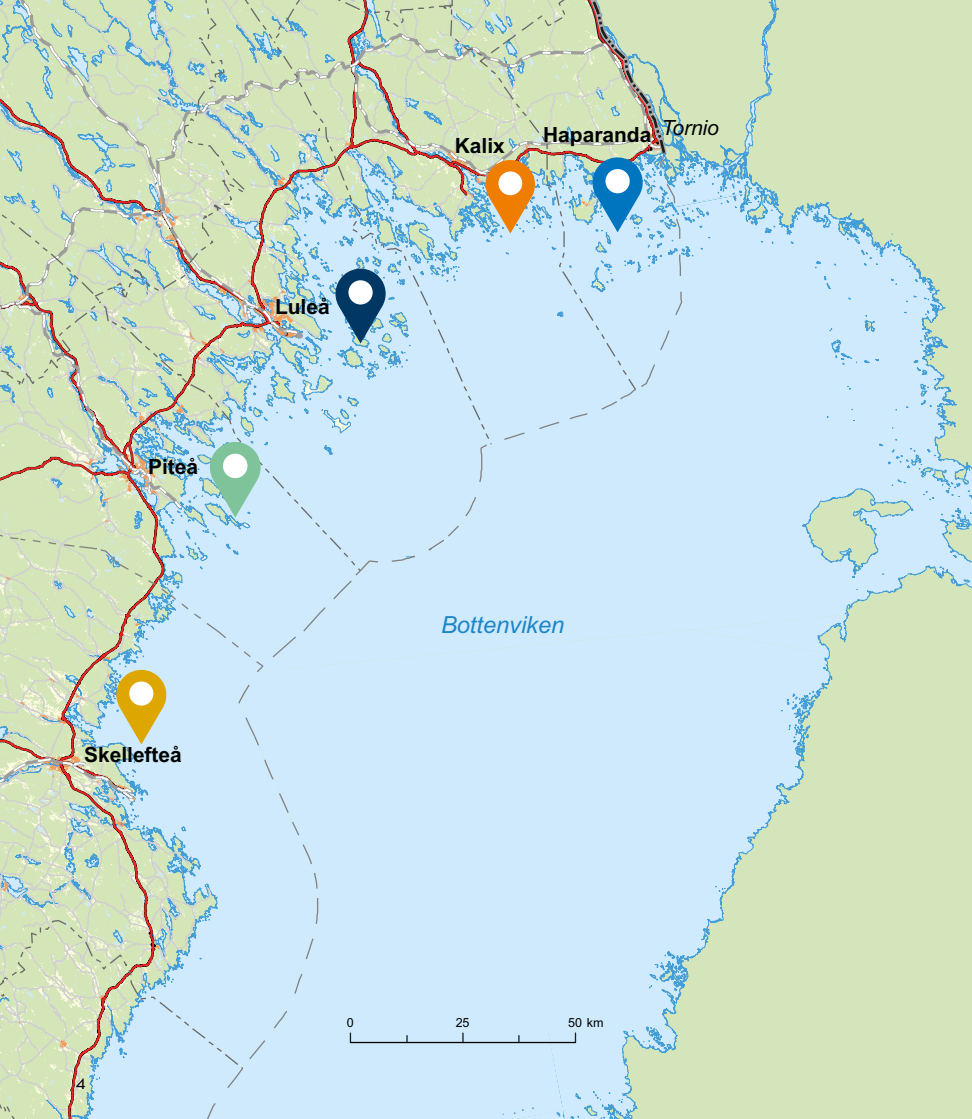 Tornio
Haparanda
Kalix
Luleå
Piteå
Bottenviken
Skellefteå
0 25 50 km
4